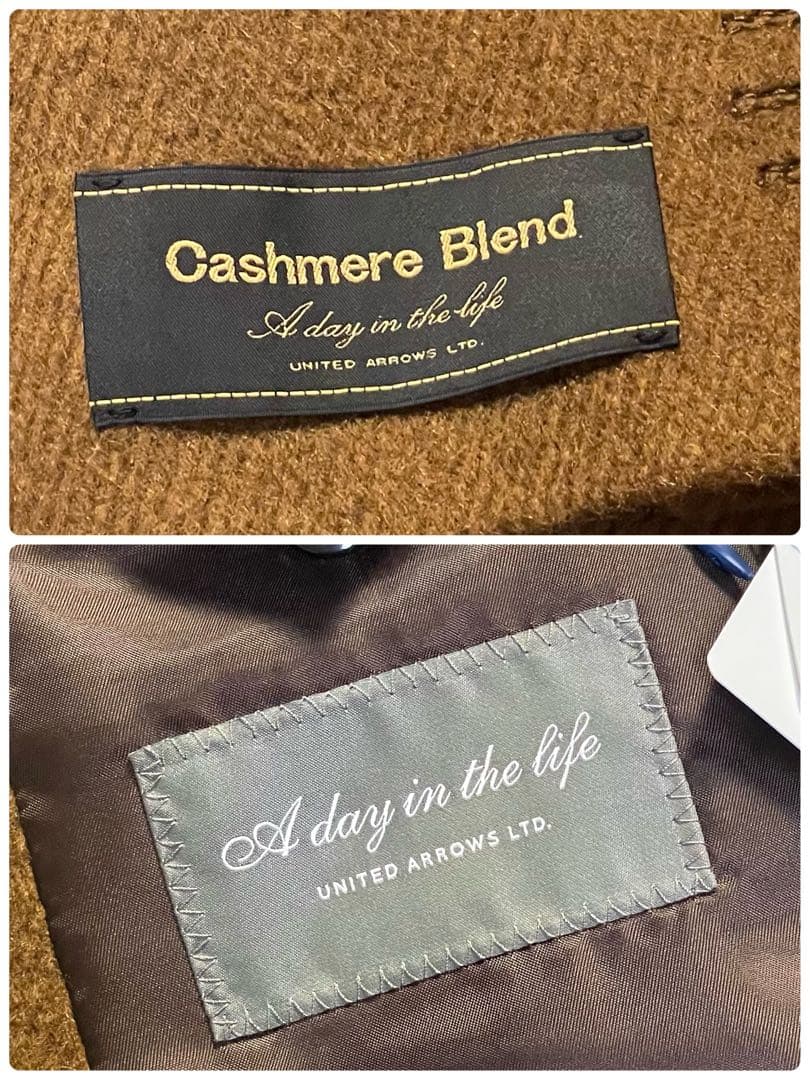 Cashmere Blend
A day in the life
UNITED ARROWS LTD.
A day in the life
UNITED ARROWS LTD.